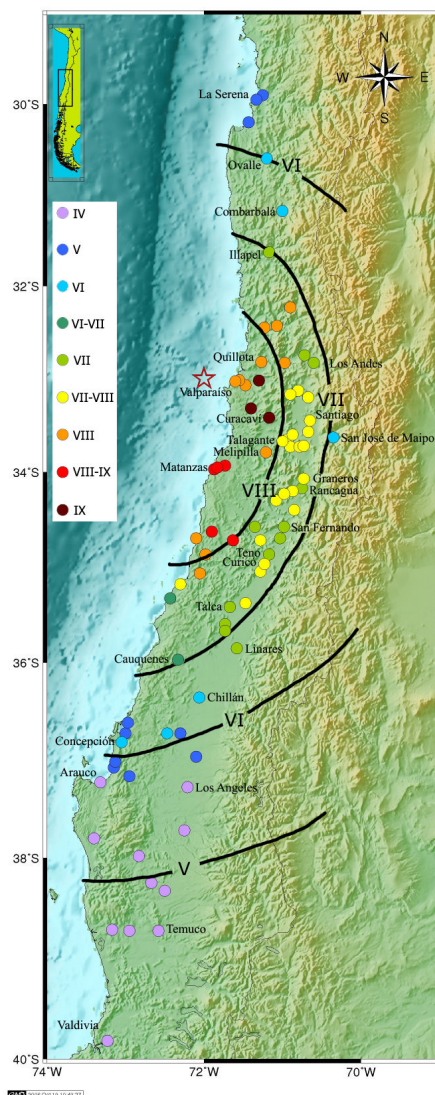 N
W
E
S
30°S
La Serena
Ovalle
VI
Combarbalá
32°S
Illapel
IV
V
VI
VI-VII
VII
VII-VIII
VIII
VIII-IX
IX
Quillota
Los Andes
Valparaíso
VII
Curacaví
Santiago
Talagante
San José de Maipo
34°S
Melipilla
Matanzas
Graneros
VIII
Rancagua
San Fernando
Teno
Curicó
Talca
Linares
36°S
Cauquenes
Chillán
VI
Concepción
Arauco
Los Angeles
38°S
V
Temuco
Valdivia
40°S
74°W
72°W
70°W